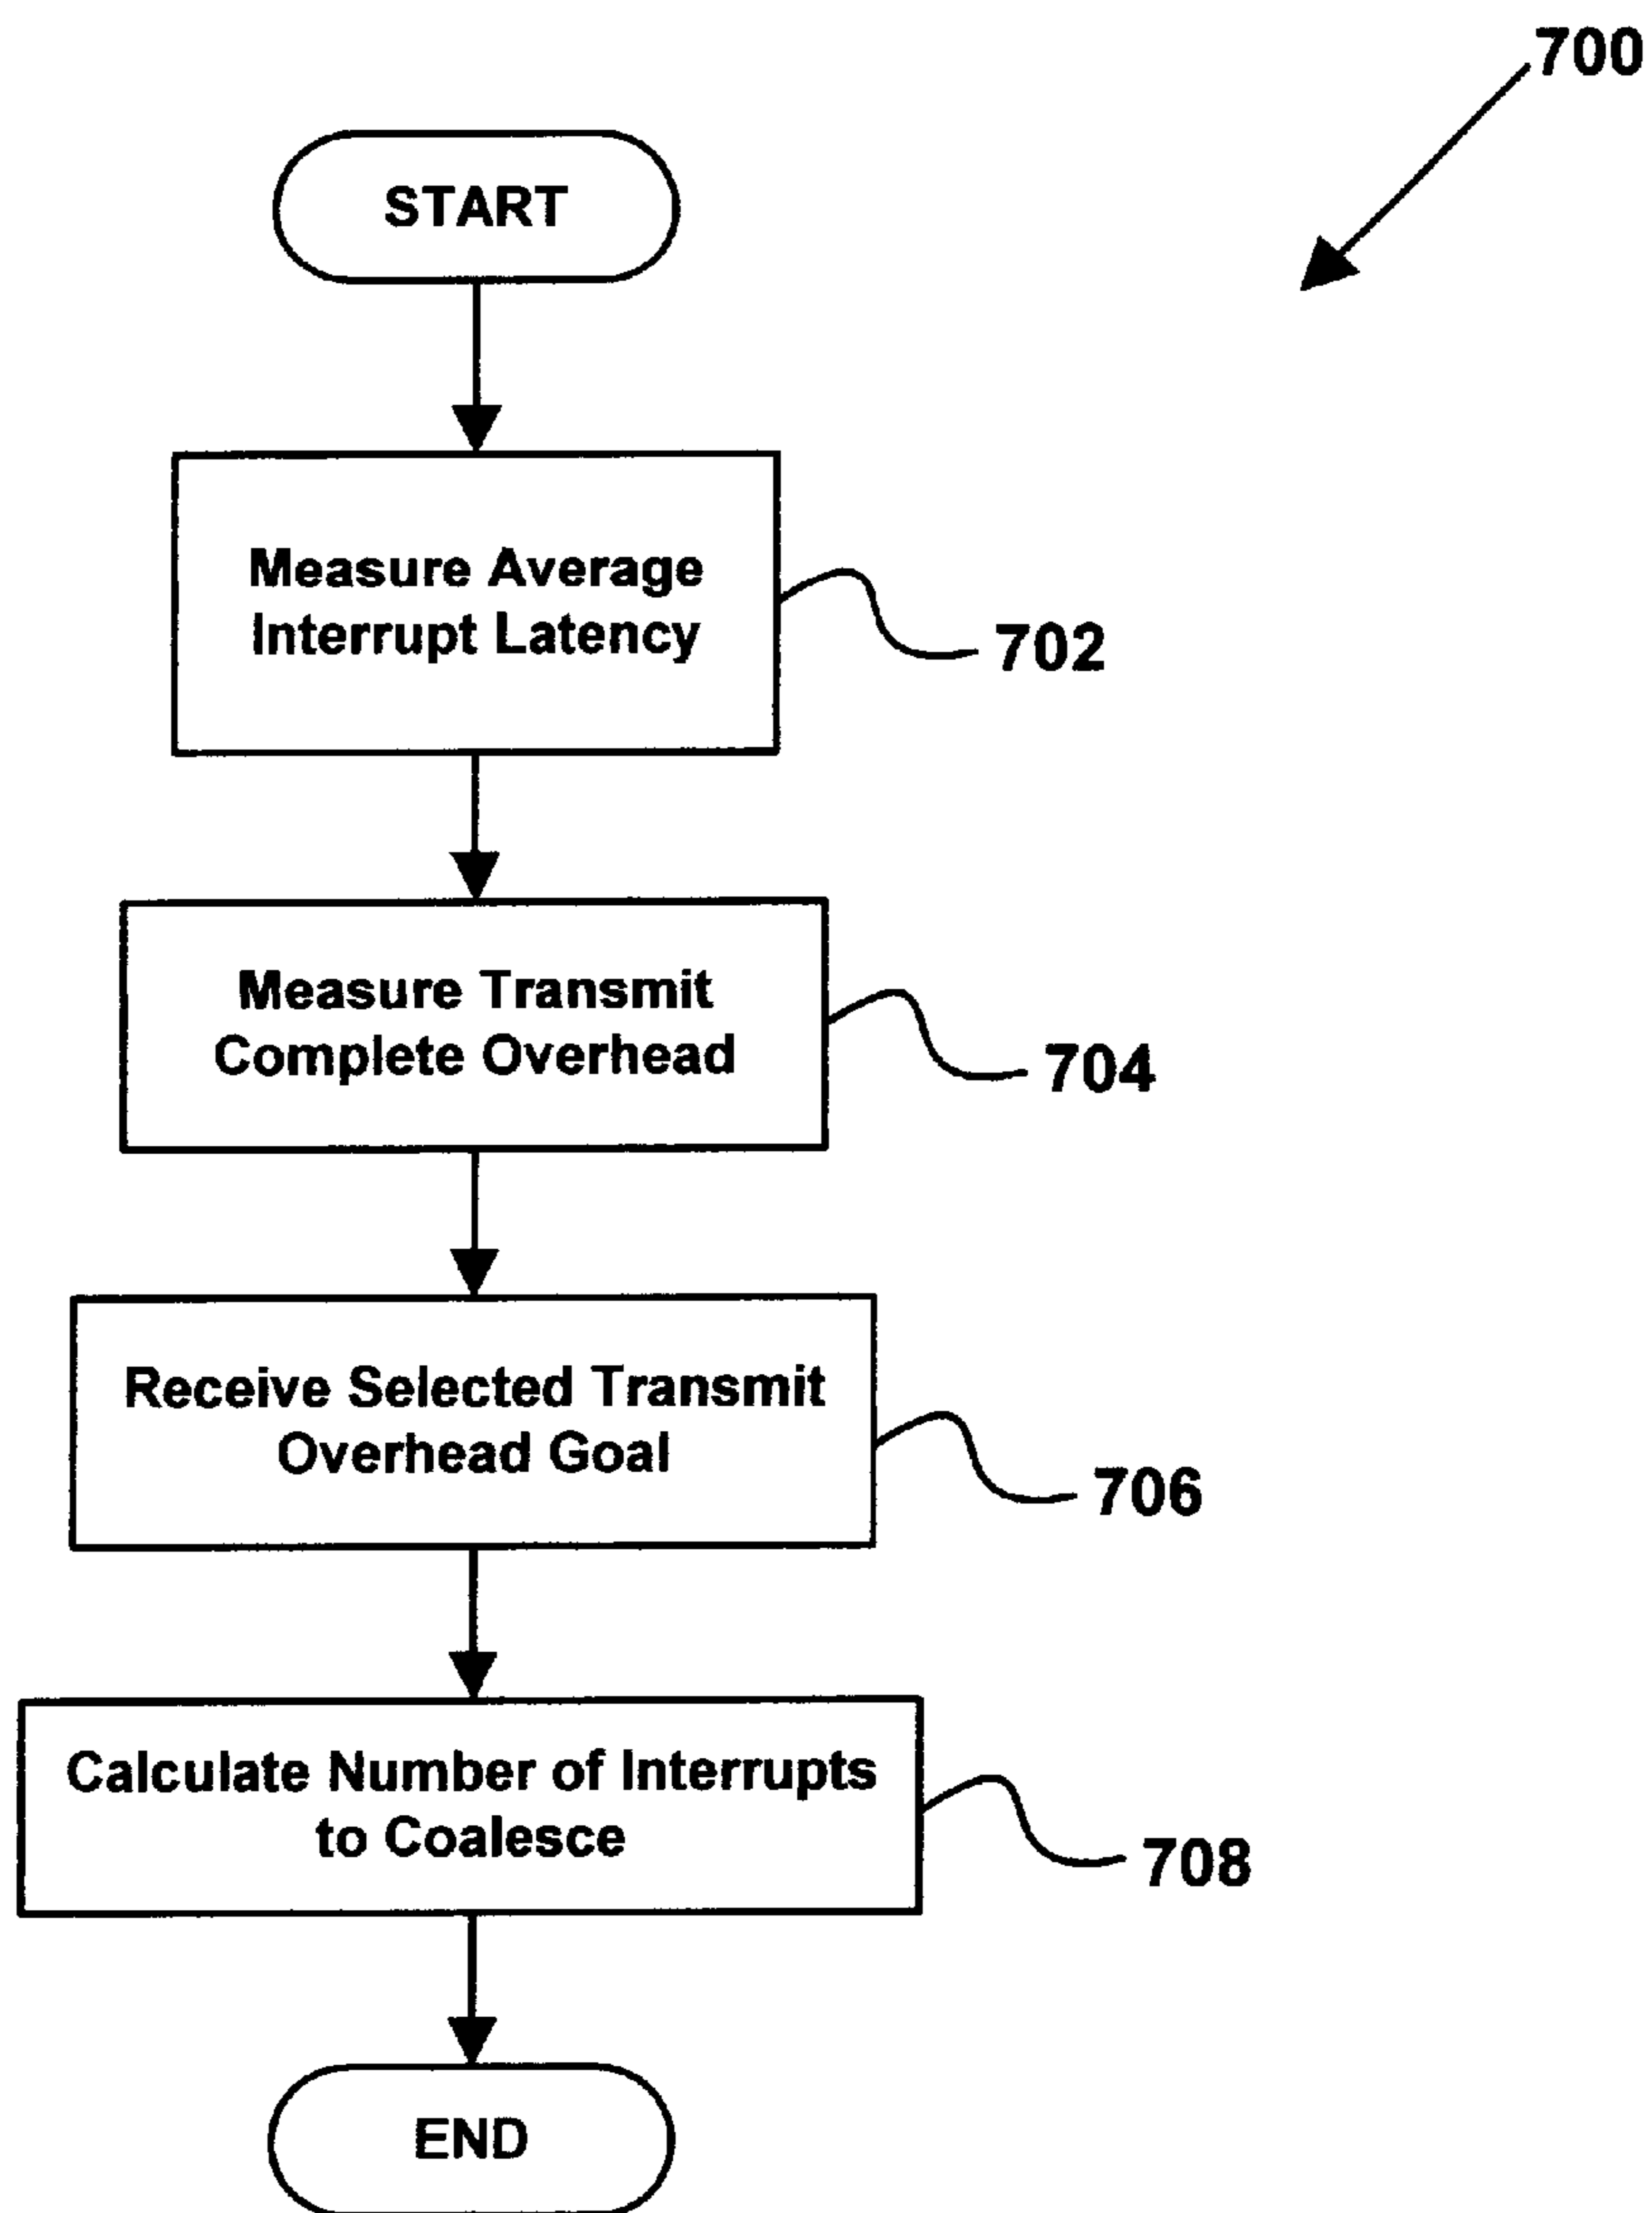 700
START
Measure Average
Interrupt Latency
702
Measure Transmit
Complete Overhead
704
Receive Selected Transmit
Overhead Goal
706
Calculate Number of Interrupts
to Coalesce
708
END